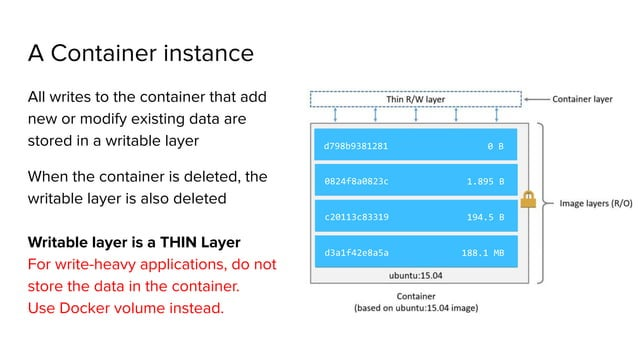 A Container instance
All writes to the container that add
new or modify existing data are
stored in a writable layer
When the container is deleted, the
writable layer is also deleted
Writable layer is a THIN Layer
For write-heavy applications, do not
store the data in the container.
Use Docker volume instead.
Thin R/W layer
Container layer
d798b9381281 0 B
0824f8a0823c 1.895 B
c20113c83319 194.5 B
d3a1f42e8a5a 188.1 MB
Image layers (R/O)
ubuntu:15.04
Container
(based on ubuntu:15.04 image)